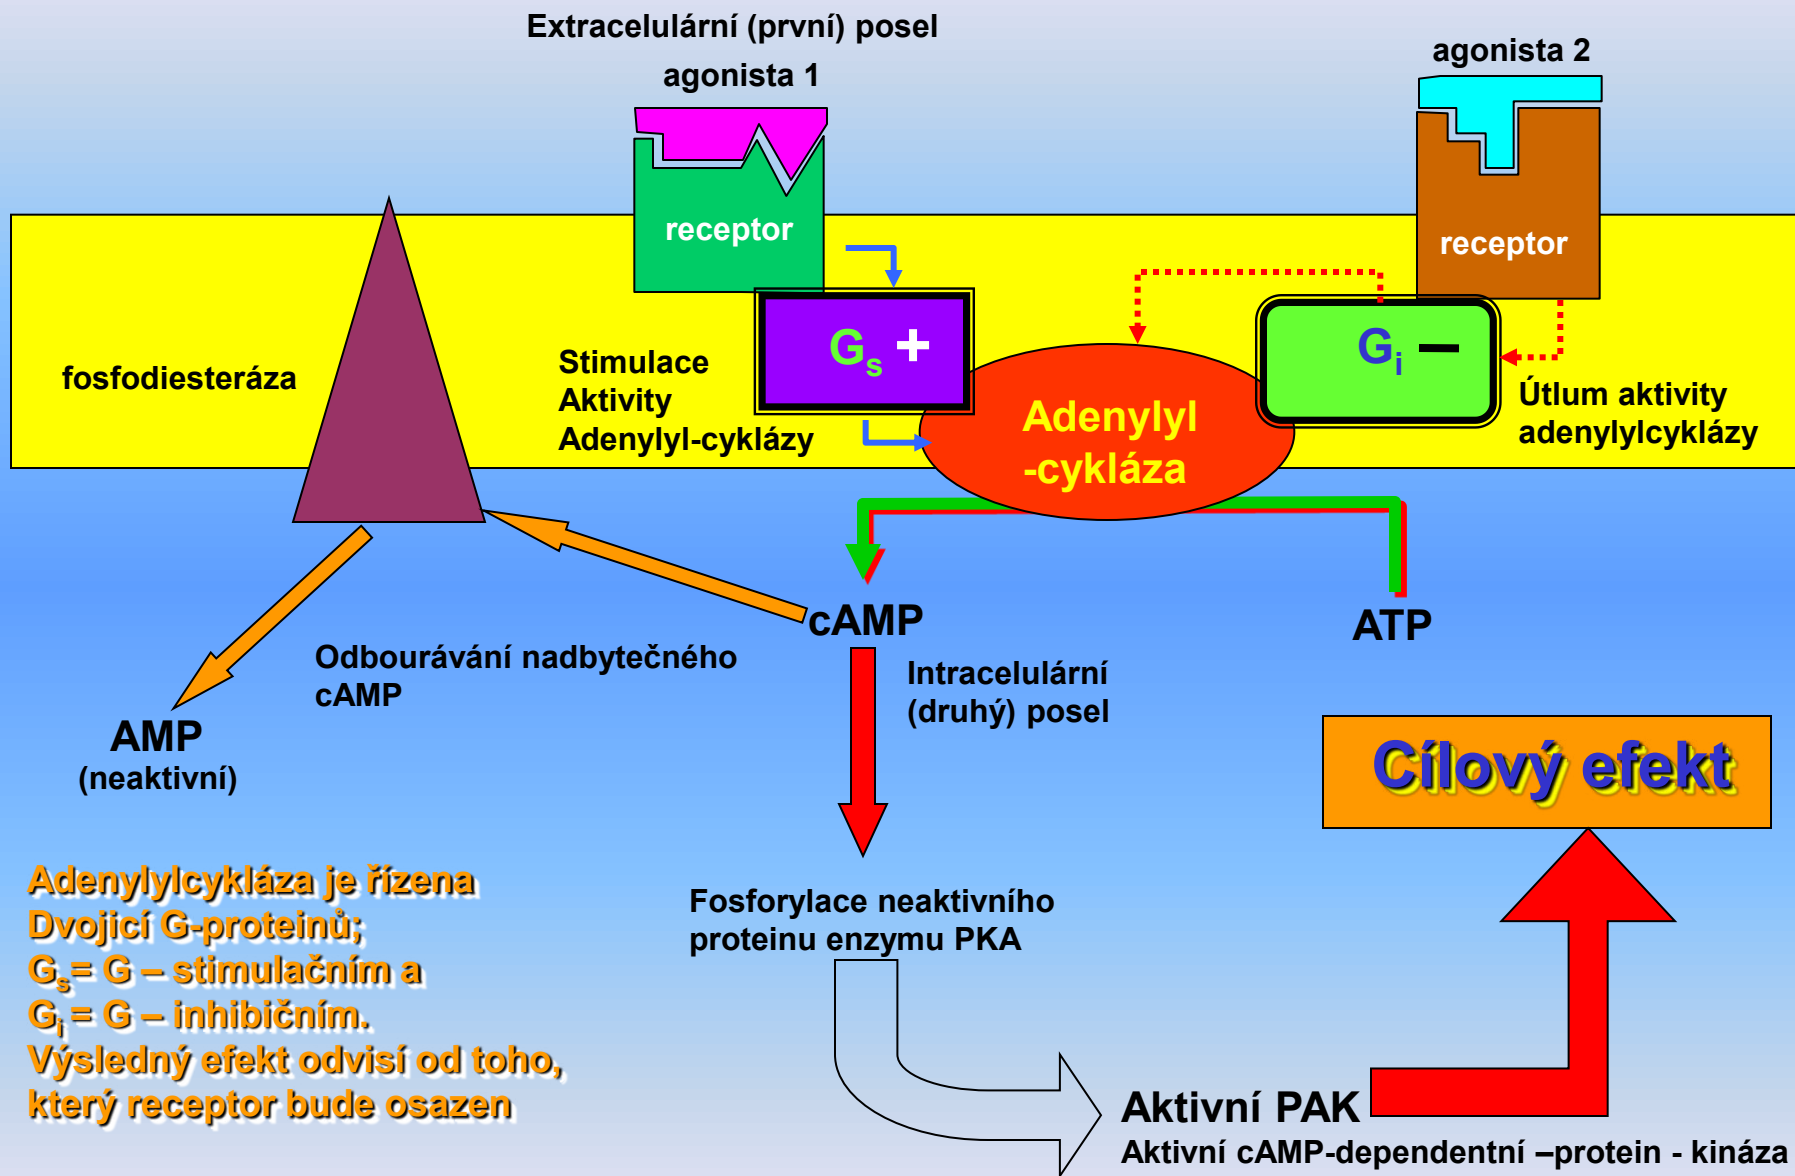 Extracelulární (první) posel
agonista 1
agonista 2
receptor
receptor
fosfodiesteráza
Stimulace
Aktivity
Adenylyl-cyklázy
Gs +
Gi –
Adenylyl
-cykláza
Útlum aktivity
adenylylcyklázy
cAMP
ATP
Odbourávání nadbytečného
cAMP
Intracelulární
(druhý) posel
AMP
(neaktivní)
Cílový efekt
Adenylylcykláza je řízena
Dvojicí G-proteinů;
Gs= G – stimulačním a
Gi = G – inhibičním.
Výsledný efekt odvisí od toho,
který receptor bude osazen
Fosforylace neaktivního
proteinu enzymu PKA
Aktivní PAK
Aktivní cAMP-dependentní –protein - kináza